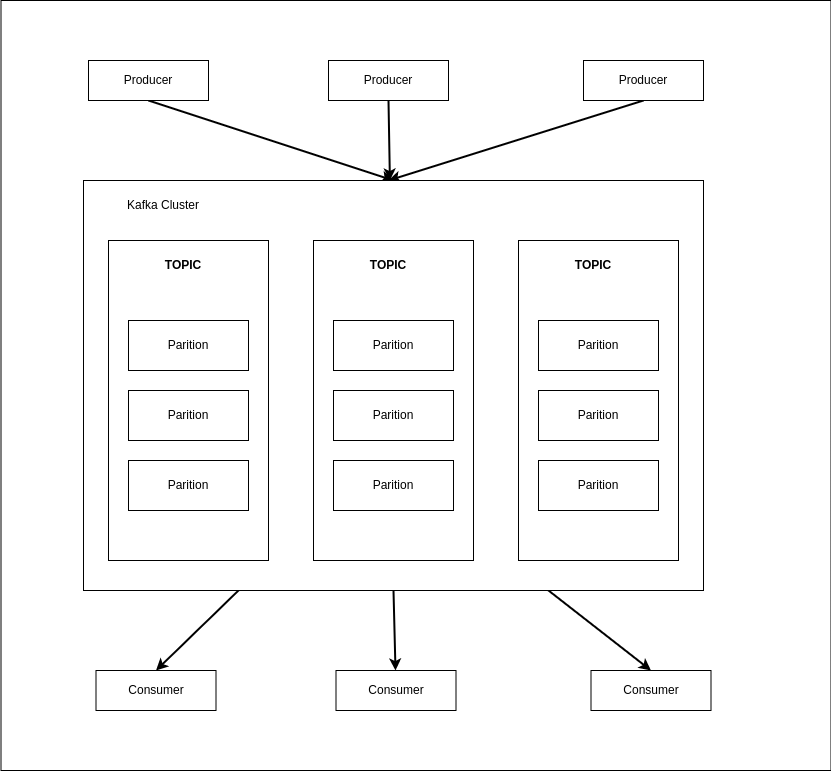 Producer
Producer
Producer
Kafka Cluster
TOPIC
TOPIC
TOPIC
Parition
Parition
Parition
Parition
Parition
Parition
Parition
Parition
Parition
Consumer
Consumer
Consumer